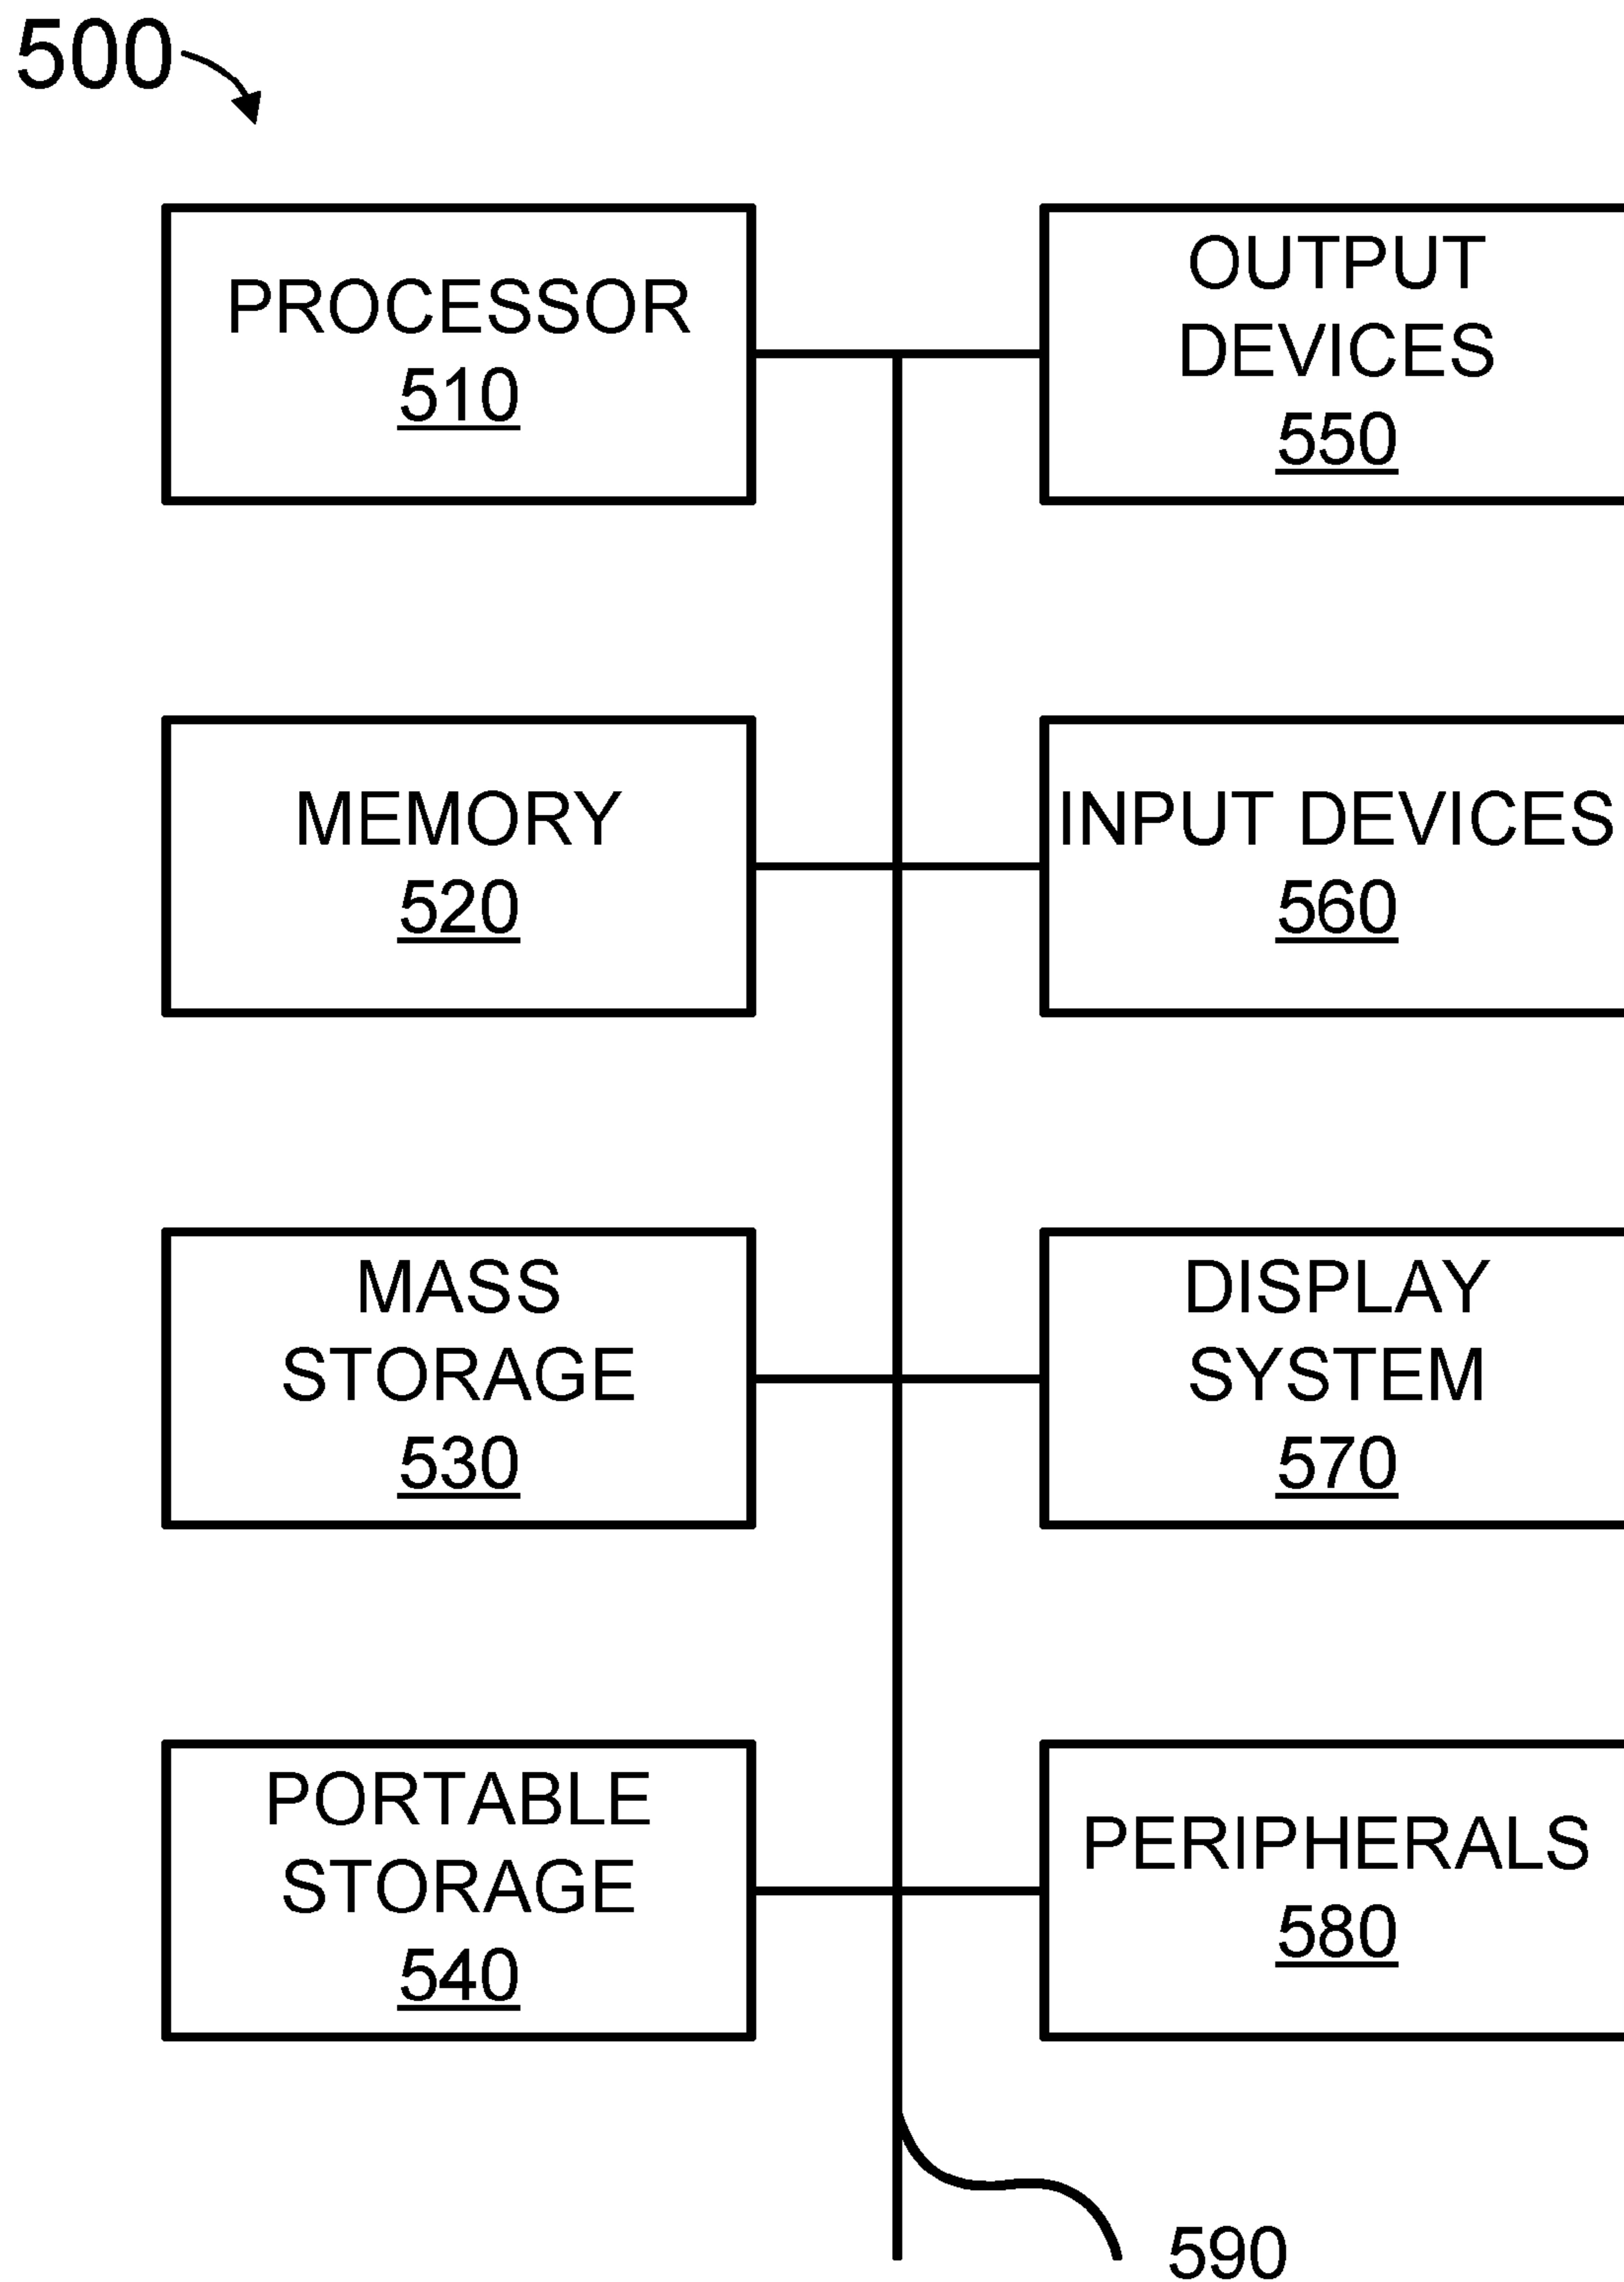 500
PROCESSOR
510
OUTPUT
DEVICES
550
MEMORY
520
INPUT DEVICES
560
MASS
STORAGE
530
DISPLAY
SYSTEM
570
PORTABLE
STORAGE
540
PERIPHERALS
580
590